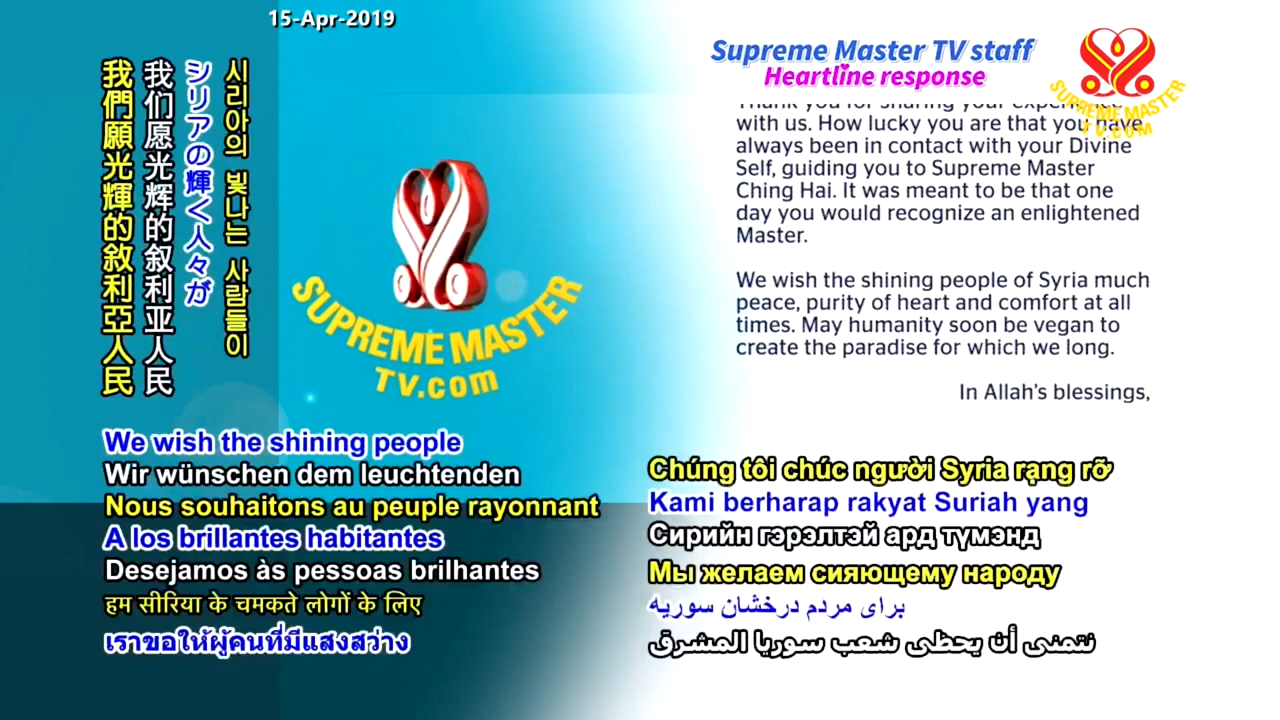 15-Apr-2019
Supreme Master TV staff
Heartline response
SUPREME MASTER
TV.COM
Thank you for sharing your experience
with us. How lucky you are that you have
always been in contact with your Divine
Self, guiding you to Supreme Master
Ching Hai. It was meant to be that one
day you would recognize an enlightened
Master.
We wish the shining people of Syria much
peace, purity of heart and comfort at all
times. May humanity soon be vegan to
create the paradise for which we long.
In Allah's blessings,
我們願光輝的敘利亞人民
我们愿光辉的叙利亚人民
シリアの輝く人々が
시리아의 빛나는 사람들이
SUPREME MASTER
TV.com
We wish the shining people
Wir wünschen dem leuchtenden
Nous souhaitons au peuple rayonnant
A los brillantes habitantes
Desejamos às pessoas brilhantes
हम सीरिया के चमकते लोगों के लिए
เราขอให้ผู้คนที่มีแสงสว่าง
Chúng tôi chúc người Syria rạng rỡ
Kami berharap rakyat Suriah yang
Сирийн гэрэлтэй ард түмэнд
Мы желаем сияющему народу
برای مردم درخشان سوریه
نتمنى أن يحظى شعب سوريا المشرق